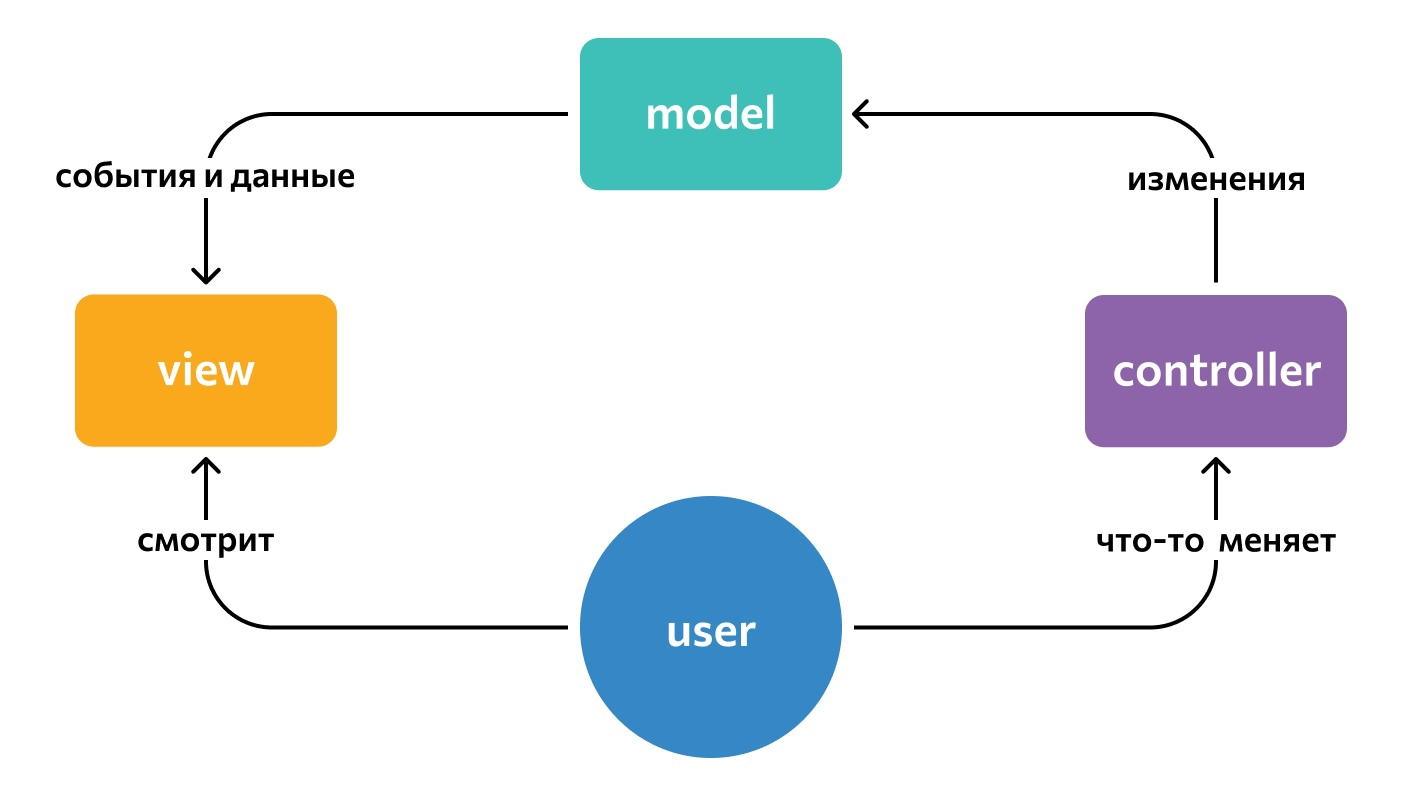 model
события и данные
изменения
view
controller
смотрит
что-то меняет
user